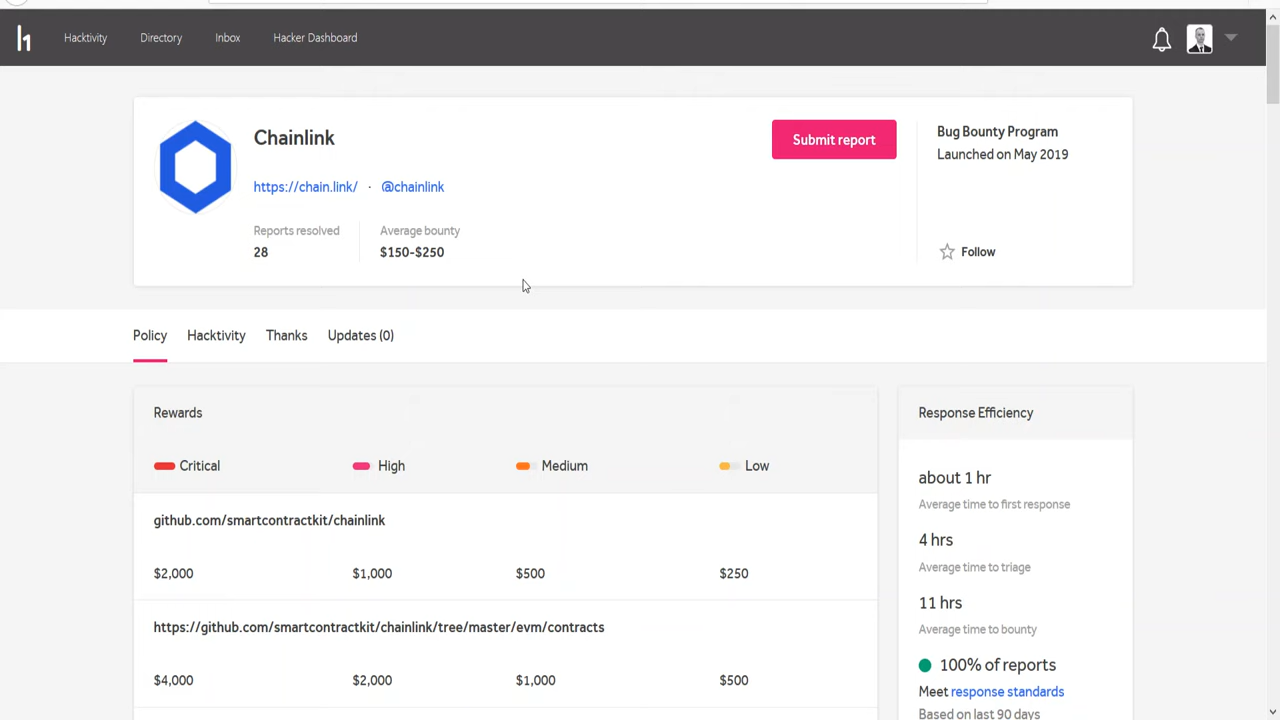 h1 Hacktivity Directory Inbox Hacker Dashboard
Chainlink
https://chain.link/ · @chainlink
Reports resolved Average bounty
28 $150-$250
Submit report
Bug Bounty Program
Launched on May 2019
Follow
Policy Hacktivity Thanks Updates (0)
Rewards
Critical High Medium Low
github.com/smartcontractkit/chainlink
$2,000 $1,000 $500 $250
https://github.com/smartcontractkit/chainlink/tree/master/evm/contracts
$4,000 $2,000 $1,000 $500
Response Efficiency
about 1 hr
Average time to first response
4 hrs
Average time to triage
11 hrs
Average time to bounty
100% of reports
Meet response standards
Based on last 90 days